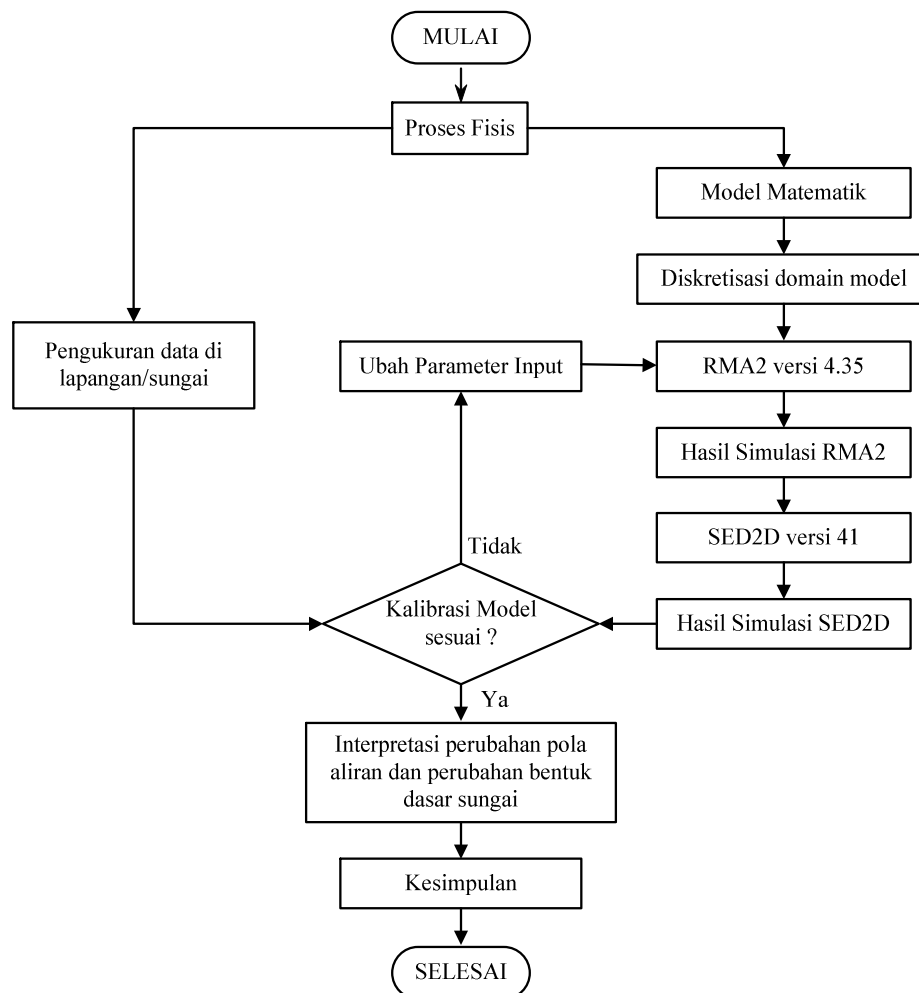 MULAI
Proses Fisis
Model Matematik
Diskretisasi domain model
Pengukuran data di
lapangan/sungai
Ubah Parameter Input
RMA2 versi 4.35
Hasil Simulasi RMA2
SED2D versi 41
Tidak
Kalibrasi Model
sesuai ?
Hasil Simulasi SED2D
Ya
Interpretasi perubahan pola
aliran dan perubahan bentuk
dasar sungai
Kesimpulan
SELESAI